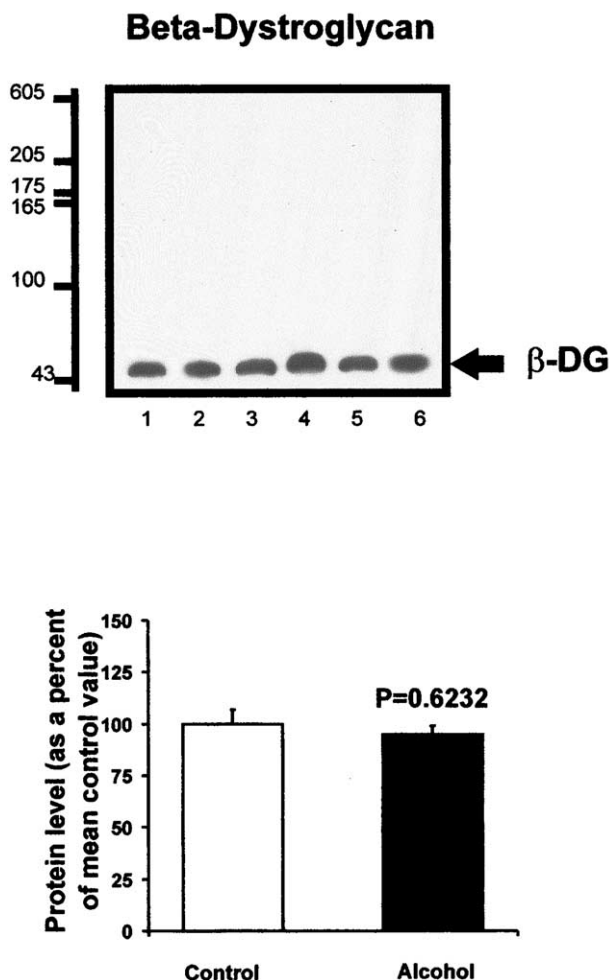 Beta-Dystroglycan
605
205
175
165
100
43
β-DG
1 2 3 4 5 6
Protein level (as a percent
of mean control value)
150
125
100
75
50
25
0
P=0.6232
Control Alcohol